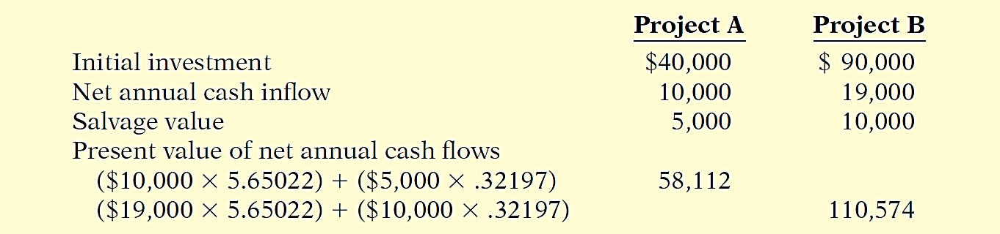 Project A Project B
Initial investment $40,000 $ 90,000
Net annual cash inflow 10,000 19,000
Salvage value 5,000 10,000
Present value of net annual cash flows
($10,000 × 5.65022) + ($5,000 × .32197) 58,112
($19,000 × 5.65022) + ($10,000 × .32197) 110,574